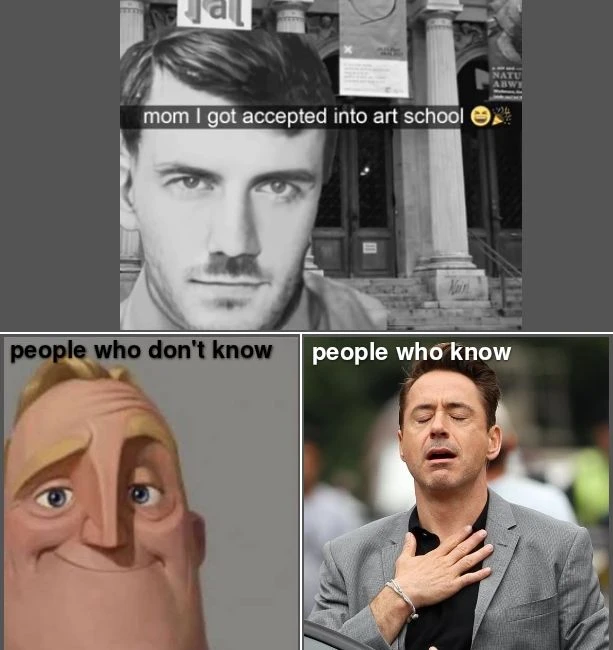 mom I got accepted into art school 😄🎉
people who don't know
people who know